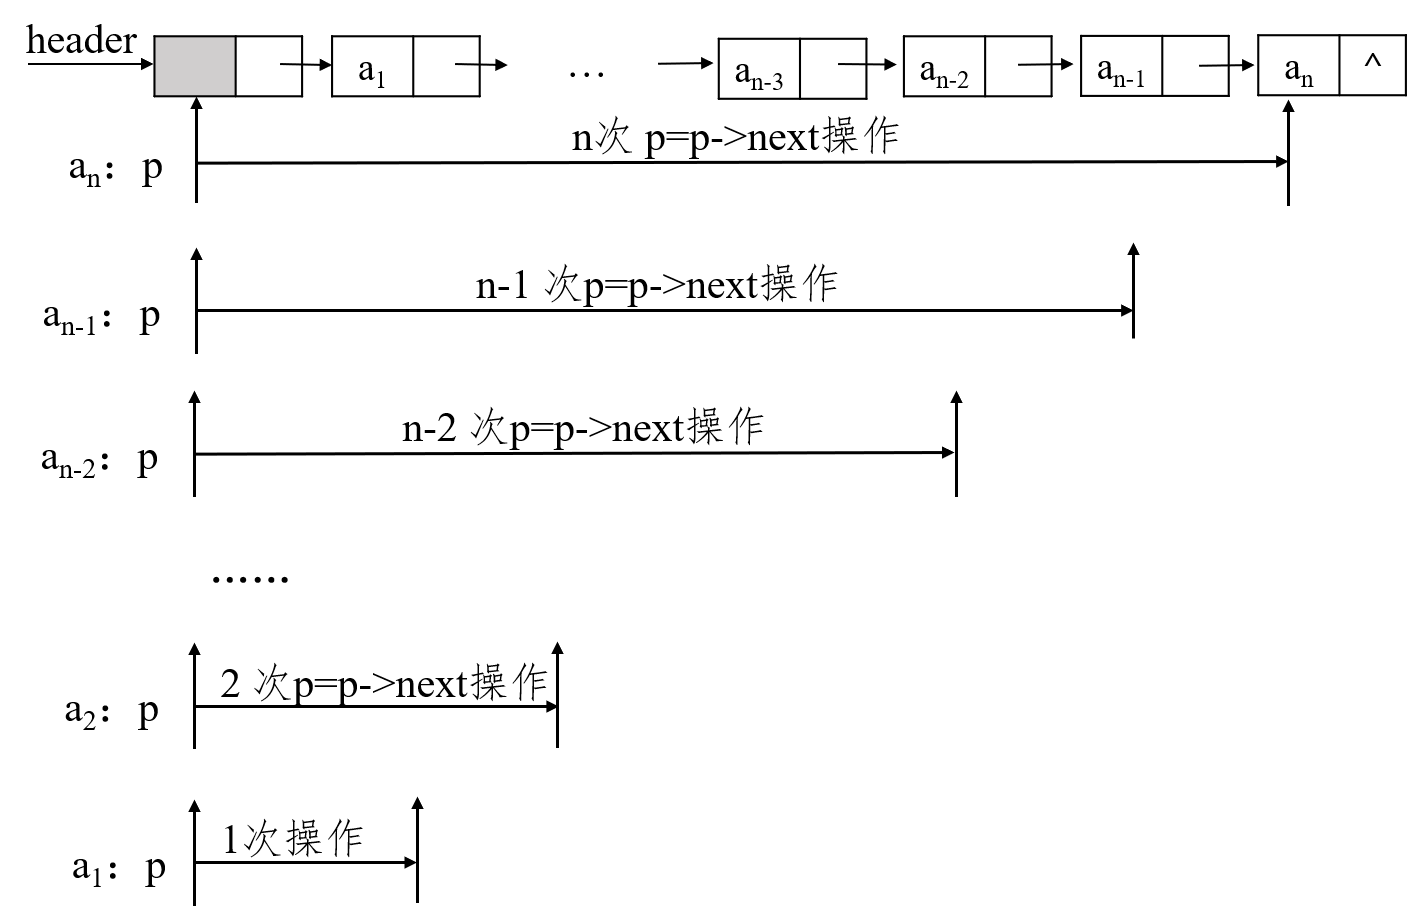 header
a1 … an-3 an-2 an-1 an ^
n次 p=p->next操作
an： p
n-1 次p=p->next操作
an-1： p
n-2 次p=p->next操作
an-2： p
……
2 次p=p->next操作
a2： p
1次操作
a1： p